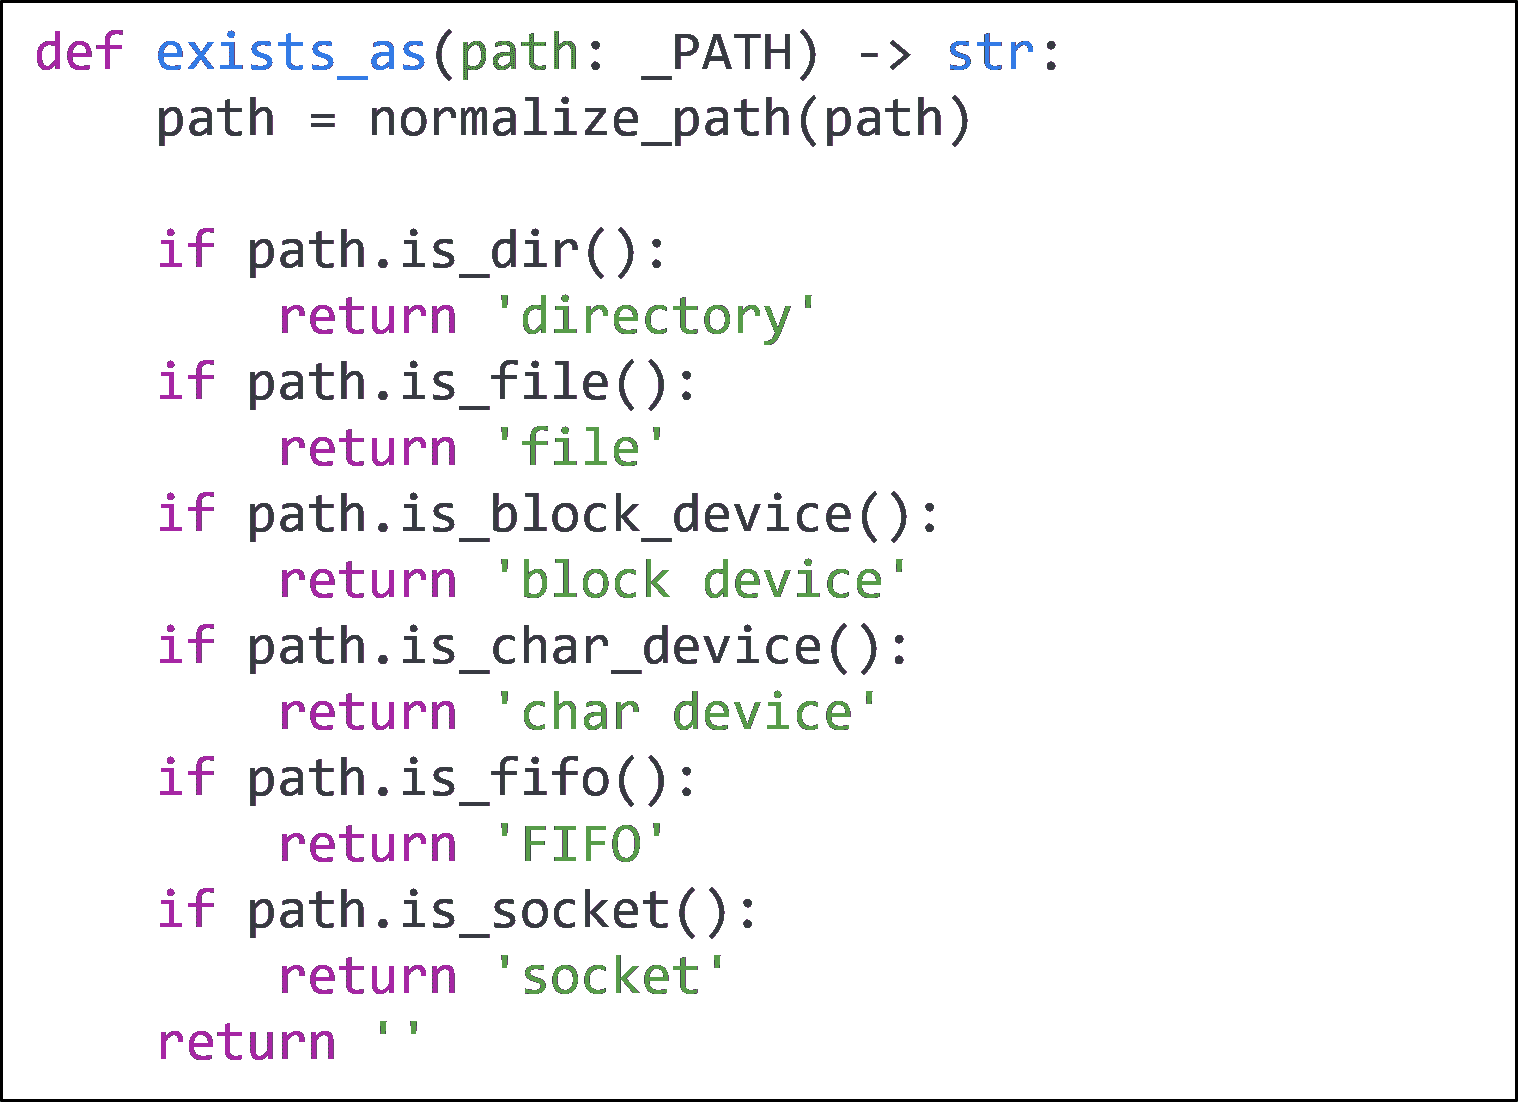 def exists_as(path: _PATH) -> str:
    path = normalize_path(path)

    if path.is_dir():
        return 'directory'
    if path.is_file():
        return 'file'
    if path.is_block_device():
        return 'block device'
    if path.is_char_device():
        return 'char device'
    if path.is_fifo():
        return 'FIFO'
    if path.is_socket():
        return 'socket'
    return ''